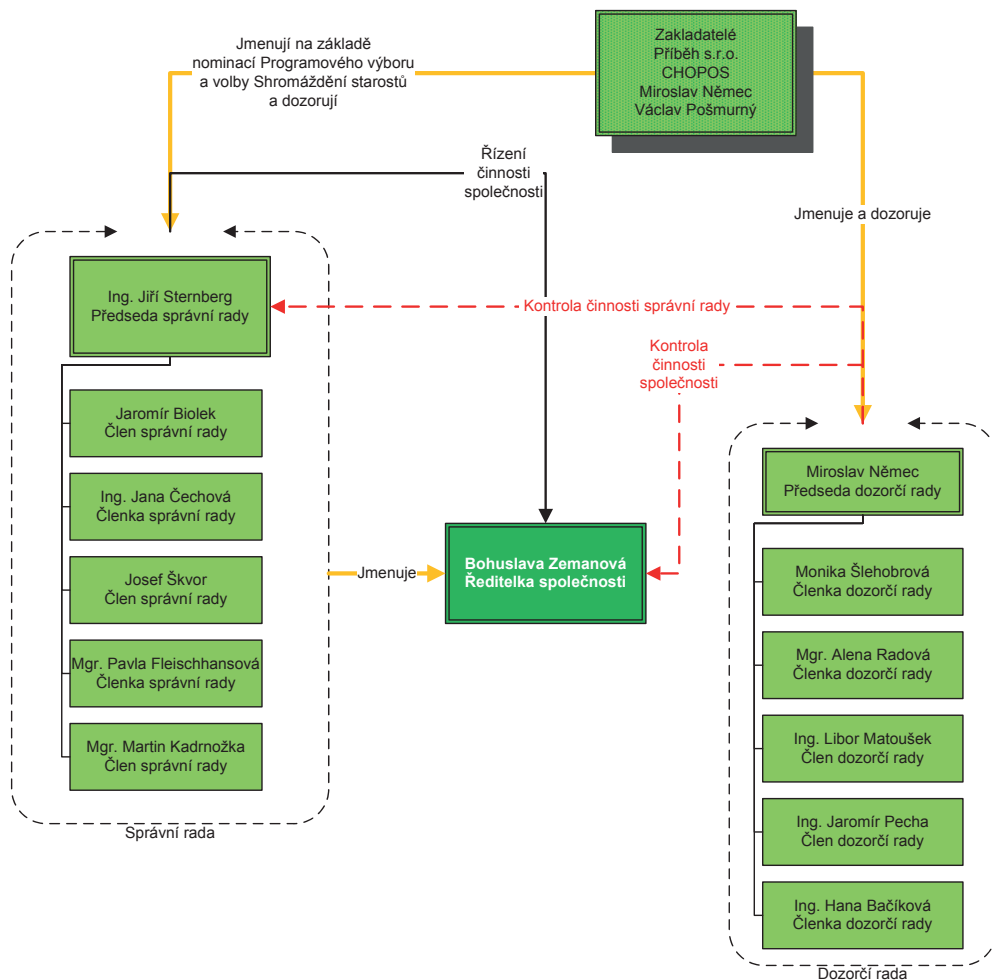 Jmenují na základě
nominací Programového výboru
a volby Shromáždění starostů
a dozorují
Zakladatelé
Příběh s.r.o.
CHOPOS
Miroslav Němec
Václav Pošmurný
Řízení
činnosti
společnosti
Jmenuje a dozoruje
Ing. Jiří Sternberg
Předseda správní rady
Kontrola činnosti správní rady
Kontrola
činnosti
společnosti
Jaromír Biolek
Člen správní rady
Ing. Jana Čechová
Členka správní rady
Josef Škvor
Člen správní rady
Mgr. Pavla Fleischhansová
Členka správní rady
Mgr. Martin Kadrnožka
Člen správní rady
Správní rada
Jmenuje
Bohuslava Zemanová
Ředitelka společnosti
Miroslav Němec
Předseda dozorčí rady
Monika Šlehobrová
Členka dozorčí rady
Mgr. Alena Radová
Členka dozorčí rady
Ing. Libor Matoušek
Člen dozorčí rady
Ing. Jaromír Pecha
Člen dozorčí rady
Ing. Hana Bačíková
Členka dozorčí rady
Dozorčí rada